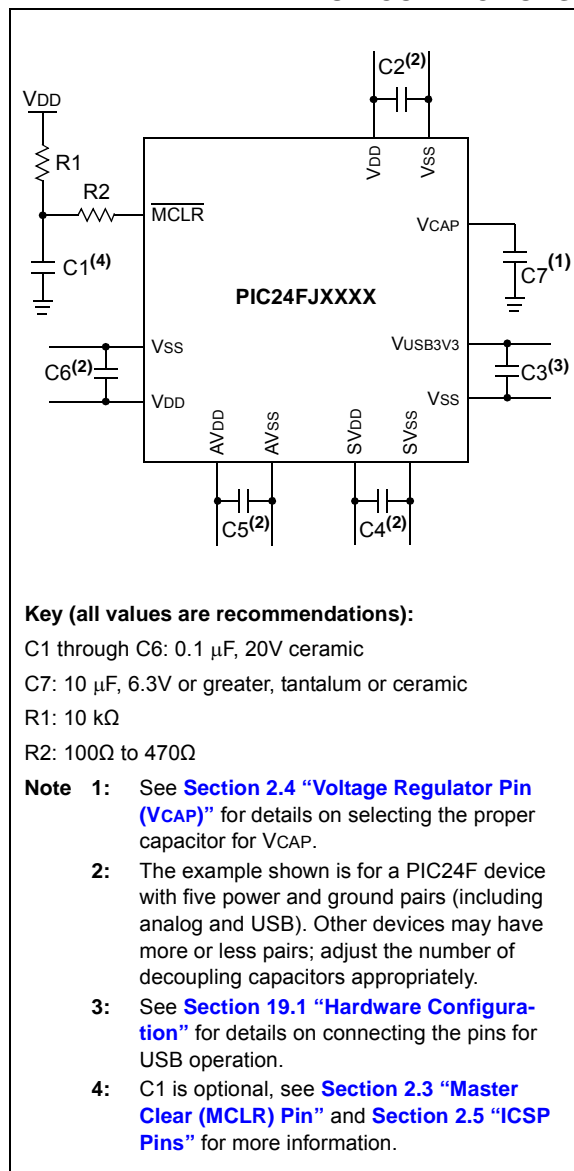 C2(2)
VDD
VDD
VSS
R1
R2
MCLR
VCAP
C1(4)
C7(1)
PIC24FJXXXX
VSS
VUSB3V3
C6(2)
C3(3)
VDD
VSS
AVDD
AVSS
SVDD
SVSS
C5(2)
C4(2)
Key (all values are recommendations):
C1 through C6: 0.1 μF, 20V ceramic
C7: 10 μF, 6.3V or greater, tantalum or ceramic
R1: 10 kΩ
R2: 100Ω to 470Ω
Note 1: See Section 2.4 “Voltage Regulator Pin
(VCAP)” for details on selecting the proper
capacitor for VCAP.
2: The example shown is for a PIC24F device
with five power and ground pairs (including
analog and USB). Other devices may have
more or less pairs; adjust the number of
decoupling capacitors appropriately.
3: See Section 19.1 “Hardware Configura-
tion” for details on connecting the pins for
USB operation.
4: C1 is optional, see Section 2.3 “Master
Clear (MCLR) Pin” and Section 2.5 “ICSP
Pins” for more information.